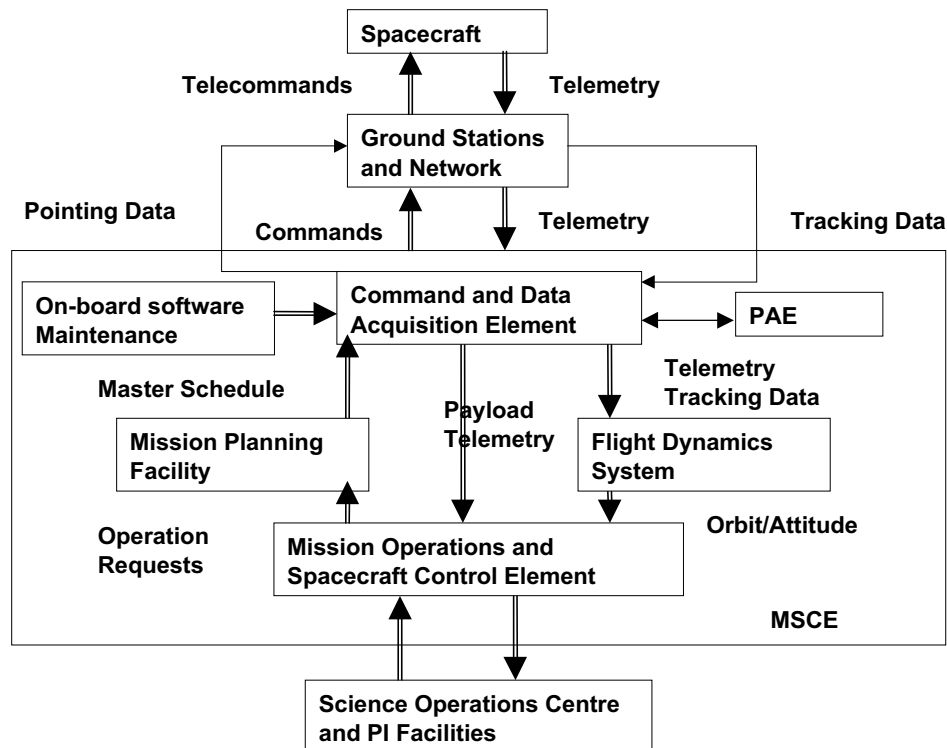 Spacecraft
Telecommands
Telemetry
Ground Stations
and Network
Pointing Data
Commands
Telemetry
Tracking Data
On-board software
Maintenance
Command and Data
Acquisition Element
PAE
Master Schedule
Telemetry
Tracking Data
Payload
Telemetry
Mission Planning
Facility
Flight Dynamics
System
Operation
Requests
Orbit/Attitude
Mission Operations and
Spacecraft Control Element
MSCE
Science Operations Centre
and PI Facilities